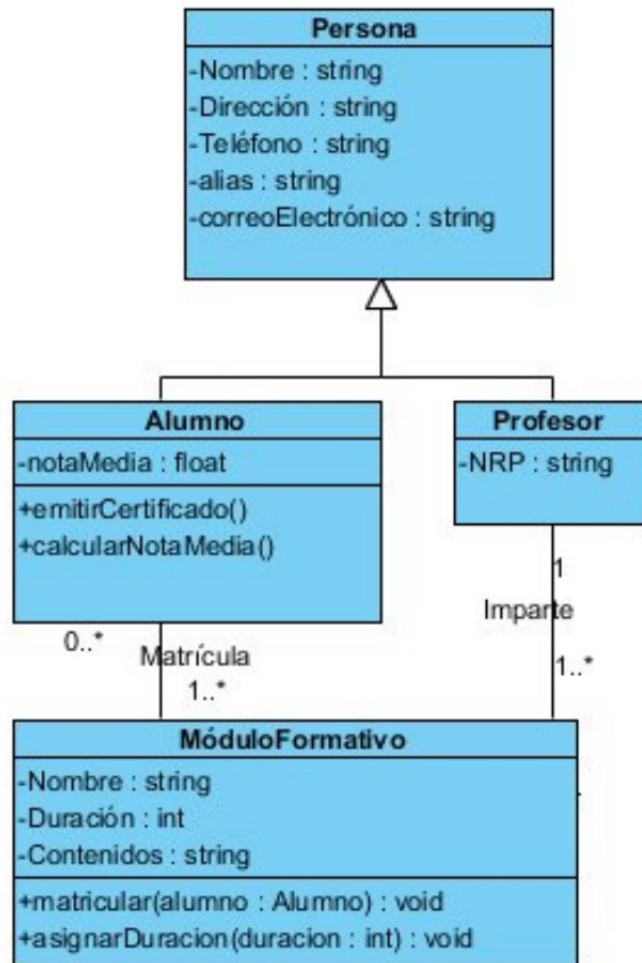 Persona
-Nombre : string
-Dirección : string
-Teléfono : string
-alias : string
-correoElectrónico : string
Alumno
-notaMedia : float
+emitirCertificado()
+calcularNotaMedia()
Profesor
-NRP : string
0..*
Matrícula
1..*
1
Imparte
1..*
MóduloFormativo
-Nombre : string
-Duración : int
-Contenidos : string
+matricular(alumno : Alumno) : void
+asignarDuracion(duracion : int) : void